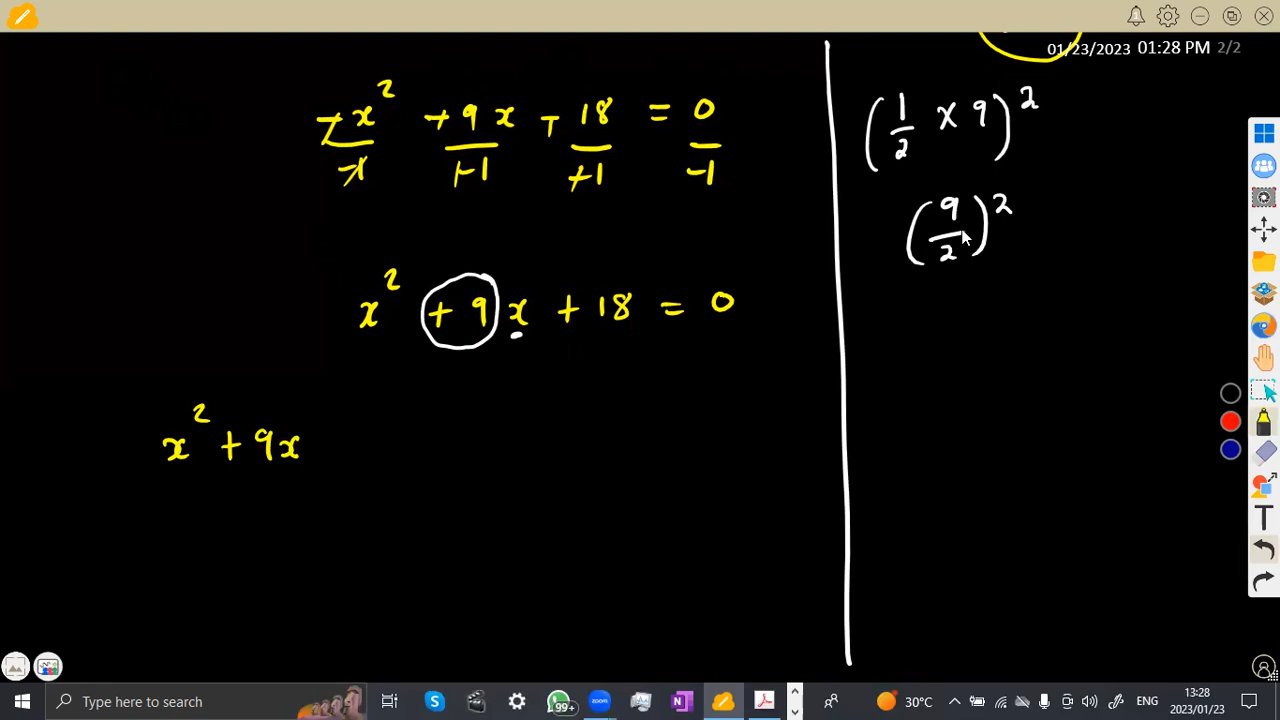 01/23/2023 01:28 PM 2/2
-x² + 9x + 18 = 0
-1 -1 +1 -1
x² + 9x + 18 = 0
x² + 9x
(1/2 × 9)²
(9/2)²
T
99+
30°C
ENG
13:28
2023/01/23
Type here to search